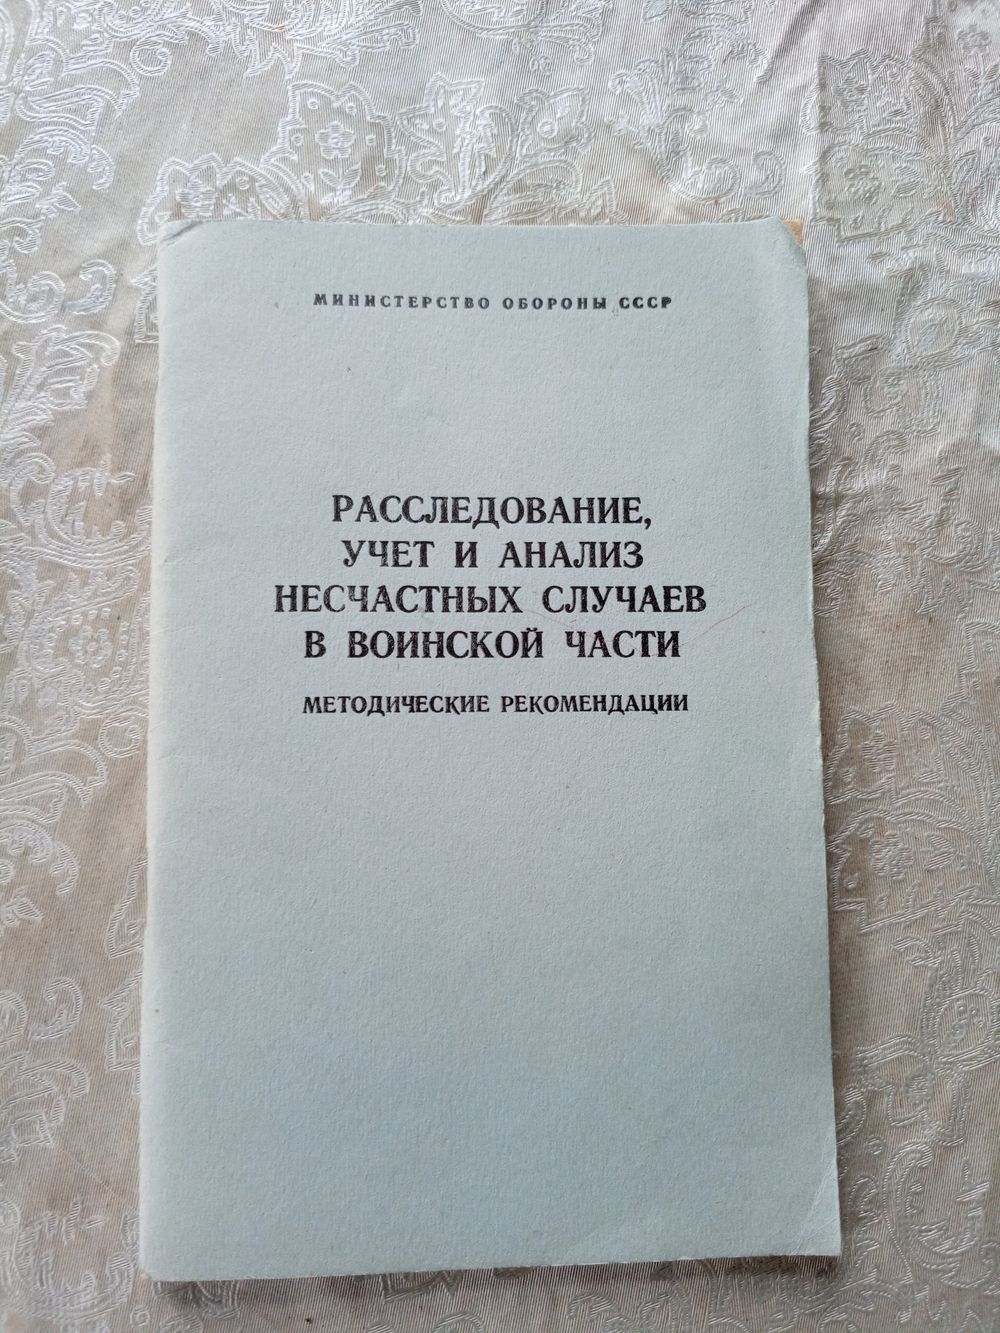 МИНИСТЕРСТВО ОБОРОНЫ СССР
РАССЛЕДОВАНИЕ,
УЧЕТ И АНАЛИЗ
НЕСЧАСТНЫХ СЛУЧАЕВ
В ВОИНСКОЙ ЧАСТИ
МЕТОДИЧЕСКИЕ РЕКОМЕНДАЦИИ